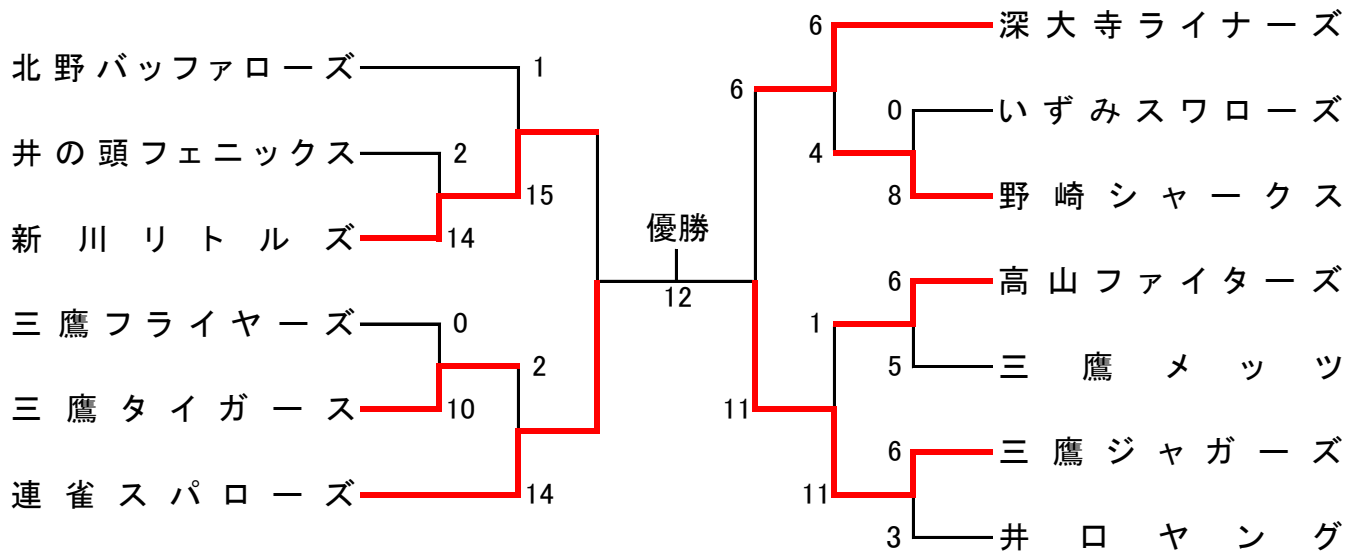 北野バッファローズ
1
井の頭フェニックス
2
15
新川リトルズ
14
三鷹フライヤーズ
0
2
三鷹タイガース
10
連雀スパローズ
14
優勝
12
6
深大寺ライナーズ
6
0
いずみスワローズ
4
8
野崎シャークス
6
高山ファイターズ
1
5
三鷹メッツ
11
6
三鷹ジャガーズ
11
3
井口ヤング